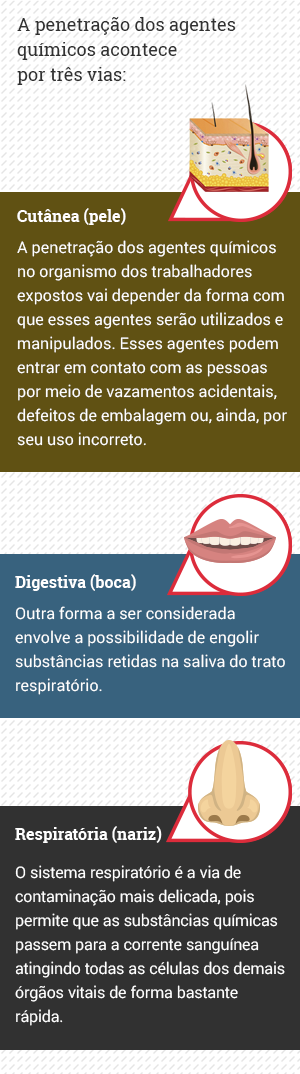 A penetração dos agentes
químicos acontece
por três vias:
Cutânea (pele)
A penetração dos agentes químicos
no organismo dos trabalhadores
expostos vai depender da forma com
que esses agentes serão utilizados e
manipulados. Esses agentes podem
entrar em contato com as pessoas
por meio de vazamentos acidentais,
defeitos de embalagem ou, ainda, por
seu uso incorreto.
Digestiva (boca)
Outra forma a ser considerada
envolve a possibilidade de engolir
substâncias retidas na saliva do trato
respiratório.
Respiratória (nariz)
O sistema respiratório é a via de
contaminação mais delicada, pois
permite que as substâncias químicas
passem para a corrente sanguínea
atingindo todas as células dos demais
órgãos vitais de forma bastante
rápida.